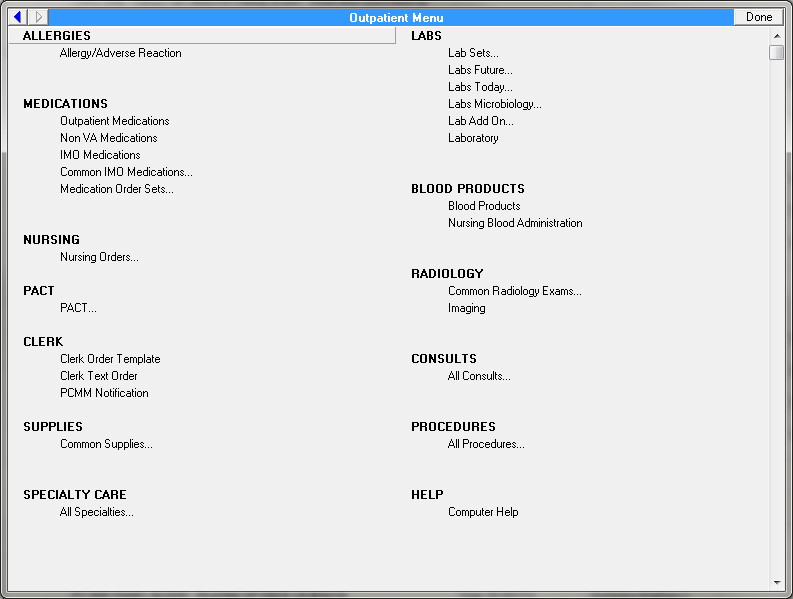 Outpatient Menu
Done
ALLERGIES
Allergy/Adverse Reaction
MEDICATIONS
Outpatient Medications
Non VA Medications
IMO Medications
Common IMO Medications...
Medication Order Sets...
NURSING
Nursing Orders...
PACT
PACT...
CLERK
Clerk Order Template
Clerk Text Order
PCMM Notification
SUPPLIES
Common Supplies...
SPECIALTY CARE
All Specialties...
LABS
Lab Sets...
Labs Future...
Labs Today...
Labs Microbiology...
Lab Add On...
Laboratory
BLOOD PRODUCTS
Blood Products
Nursing Blood Administration
RADIOLOGY
Common Radiology Exams...
Imaging
CONSULTS
All Consults...
PROCEDURES
All Procedures...
HELP
Computer Help